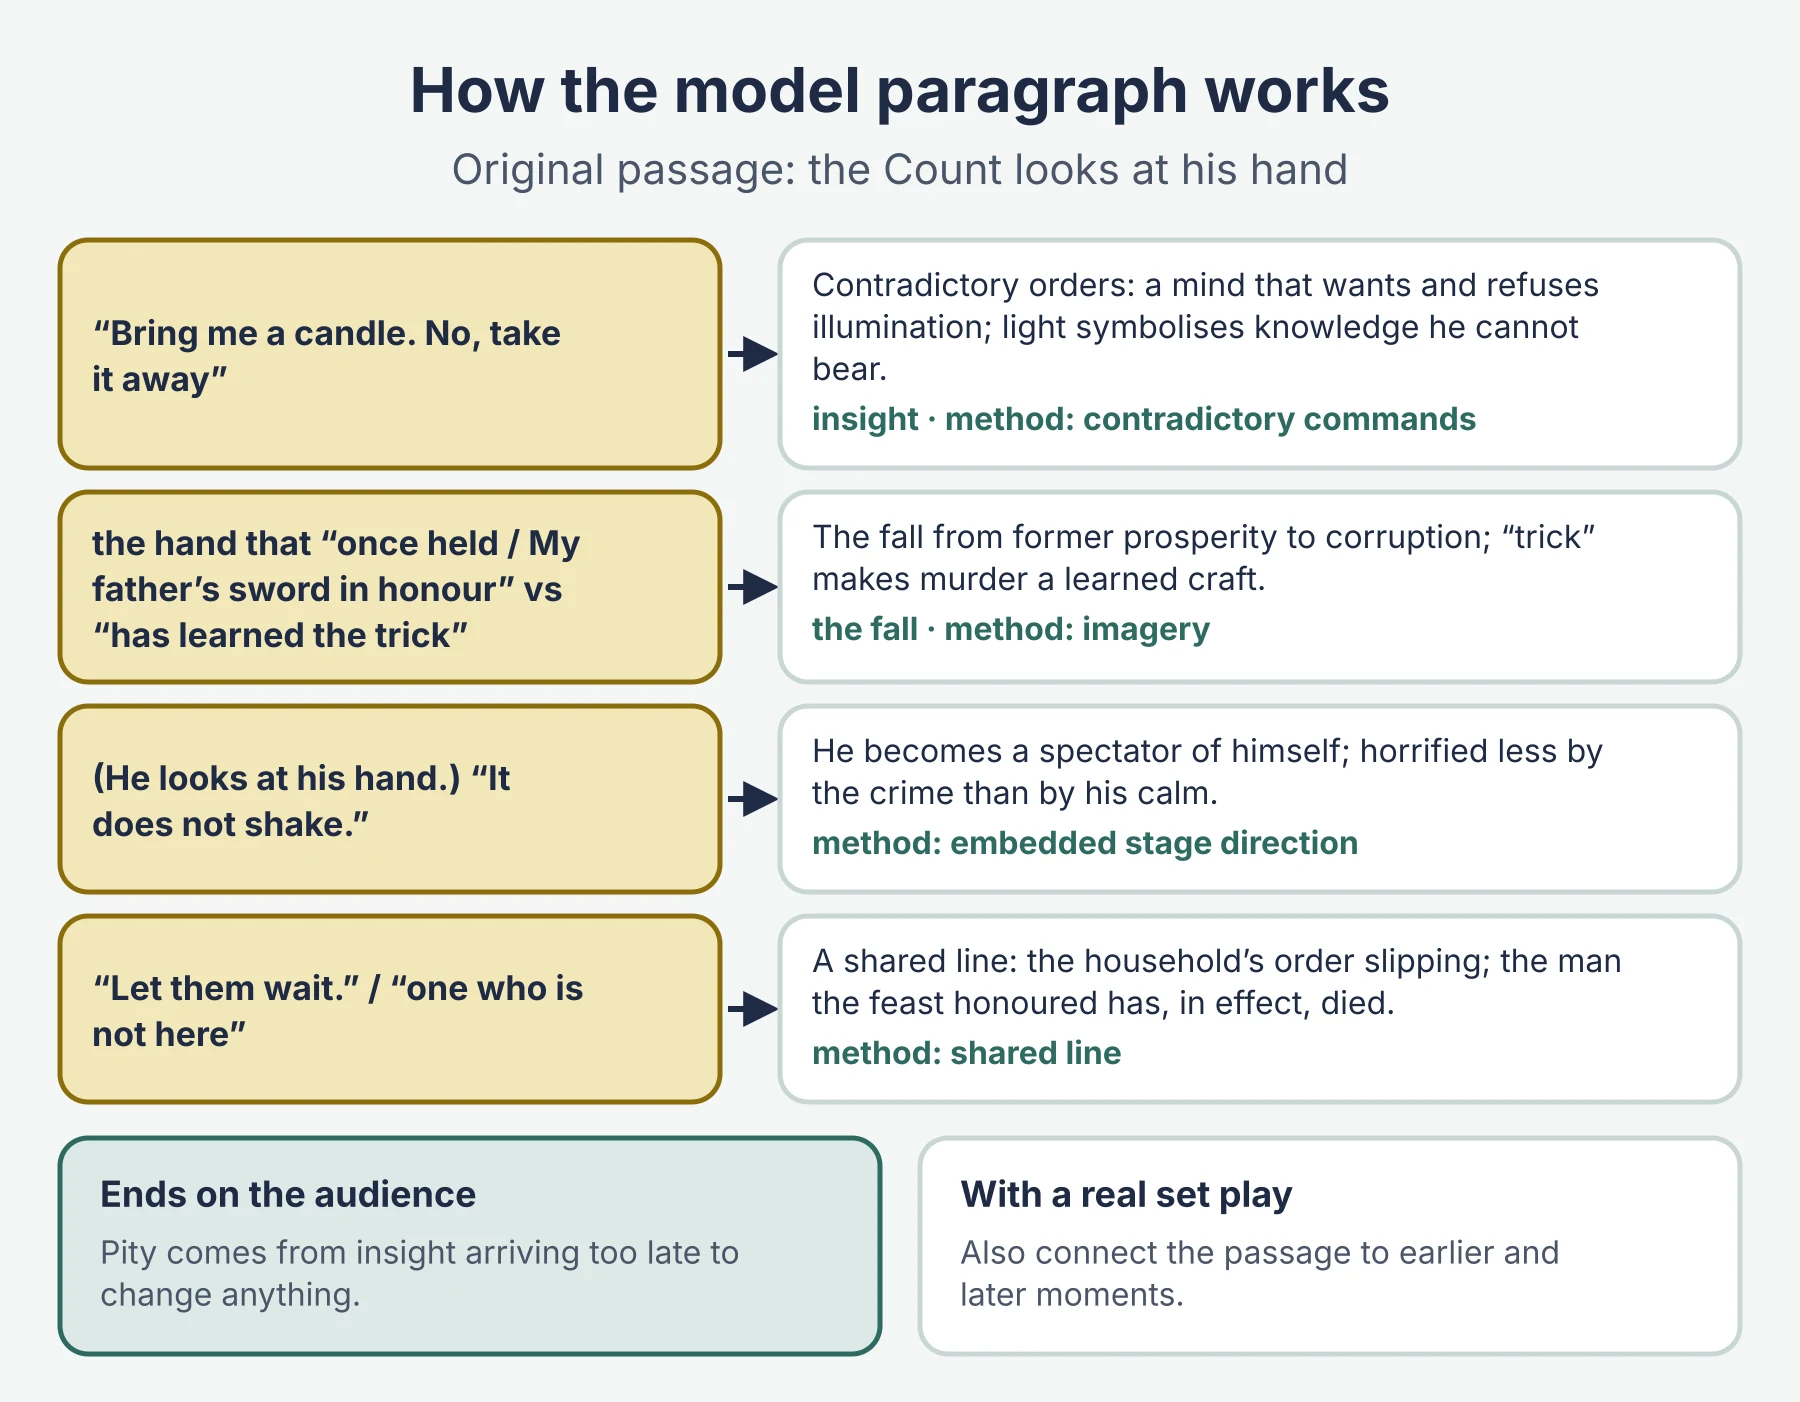 How the model paragraph works
Original passage: the Count looks at his hand
“Bring me a candle. No, take
it away”
Contradictory orders: a mind that wants and refuses
illumination; light symbolises knowledge he cannot
bear.
insight · method: contradictory commands
the hand that “once held / My
father’s sword in honour” vs
“has learned the trick”
The fall from former prosperity to corruption; “trick”
makes murder a learned craft.
the fall · method: imagery
(He looks at his hand.) “It
does not shake.”
He becomes a spectator of himself; horrified less by
the crime than by his calm.
method: embedded stage direction
“Let them wait.” / “one who is
not here”
A shared line: the household’s order slipping; the man
the feast honoured has, in effect, died.
method: shared line
Ends on the audience
Pity comes from insight arriving too late to
change anything.
With a real set play
Also connect the passage to earlier and
later moments.